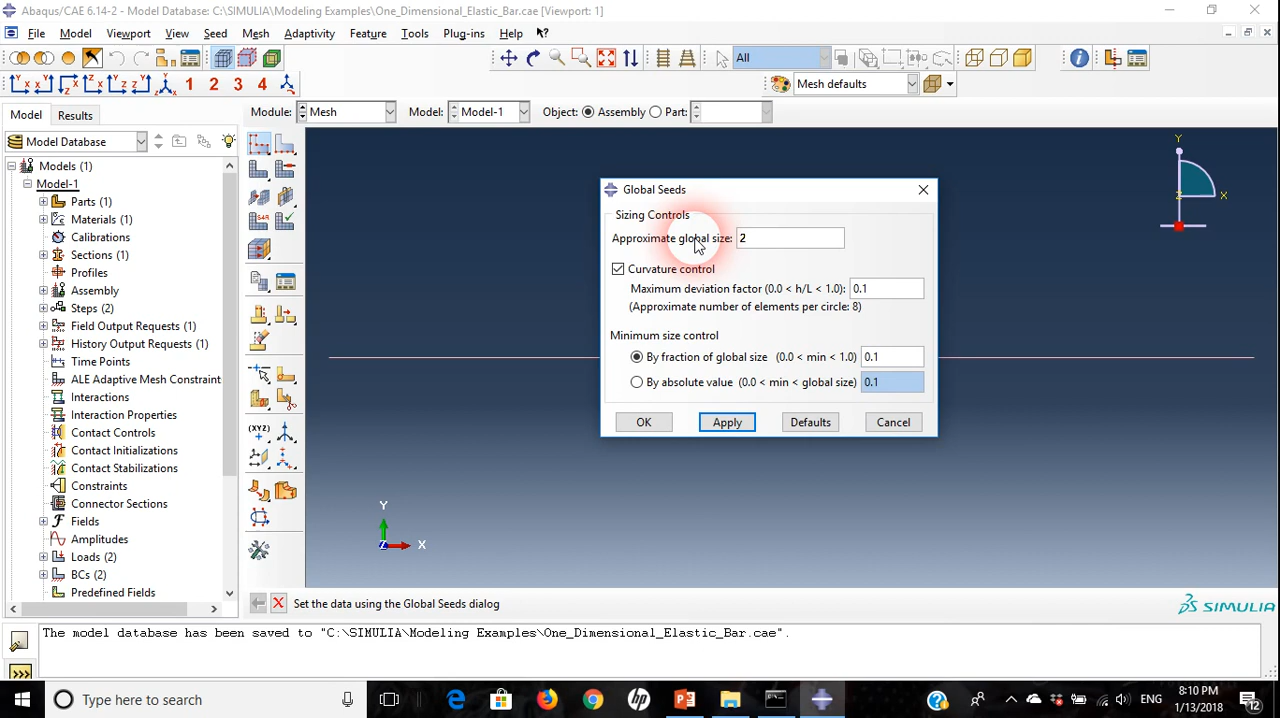 Abaqus/CAE 6.14-2 - Model Database: C:\SIMULIA\Modeling Examples\One_Dimensional_Elastic_Bar.cae [Viewport: 1]
File Model Viewport View Seed Mesh Adaptivity Feature Tools Plug-ins Help
All
1 2 3 4
Mesh defaults
Model Results
Module: Mesh Model: Model-1 Object: Assembly Part:
Model Database
Models (1)
Model-1
Parts (1)
Materials (1)
Calibrations
Sections (1)
Profiles
Assembly
Steps (2)
Field Output Requests (1)
History Output Requests (1)
Time Points
ALE Adaptive Mesh Constraint
Interactions
Interaction Properties
Contact Controls
Contact Initializations
Contact Stabilizations
Constraints
Connector Sections
Fields
Amplitudes
Loads (2)
BCs (2)
Predefined Fields
Global Seeds
Sizing Controls
Approximate global size: 2
Curvature control
Maximum deviation factor (0.0 < h/L < 1.0): 0.1
(Approximate number of elements per circle: 8)
Minimum size control
By fraction of global size (0.0 < min < 1.0) 0.1
By absolute value (0.0 < min < global size) 0.1
OK Apply Defaults Cancel
Y
Z X
Y
Z X
Set the data using the Global Seeds dialog
SIMULIA
The model database has been saved to "C:\SIMULIA\Modeling Examples\One_Dimensional_Elastic_Bar.cae".
>>>
Type here to search
ENG
8:10 PM
1/13/2018
12